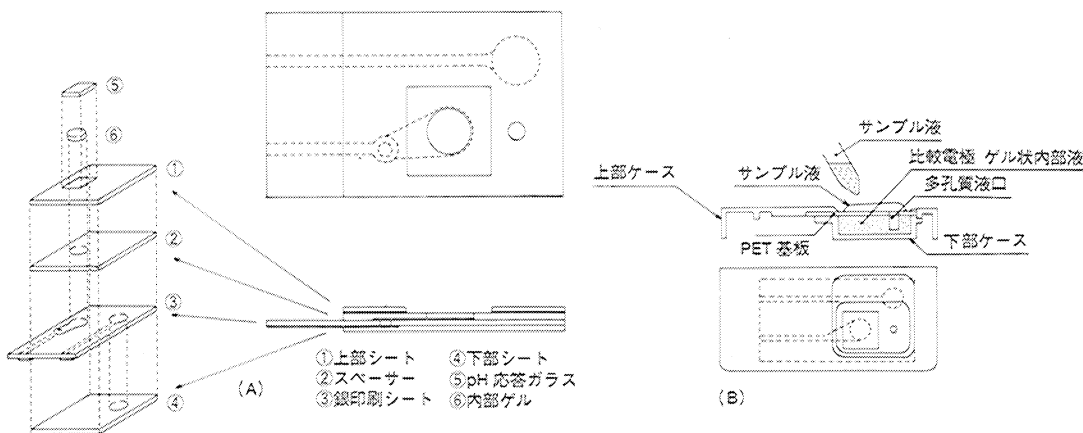 ⑤
⑥
①
②
③
④
①上部シート ④下部シート
②スペーサー ⑤pH 応答ガラス
③銀印刷シート ⑥内部ゲル
(A)
サンプル液
比較電極 ゲル状内部液
上部ケース
サンプル液
多孔質液口
PET 基板
下部ケース
(B)